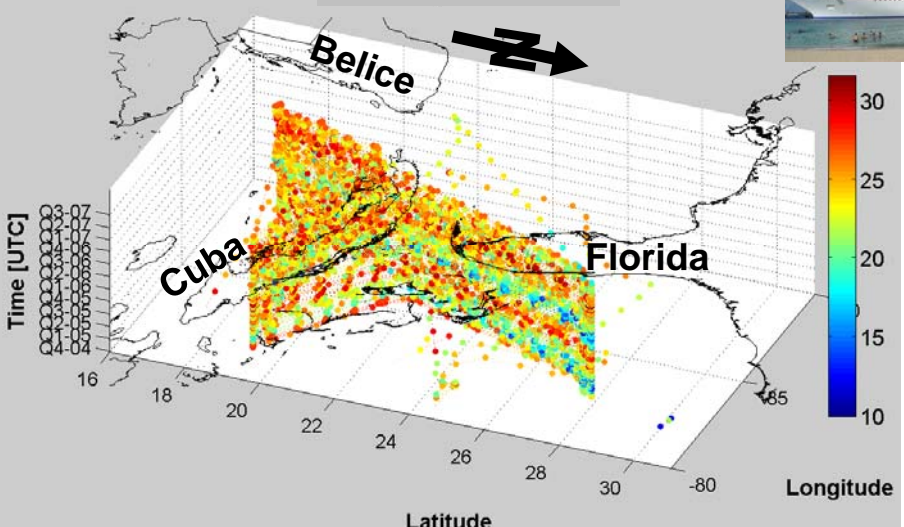 N
Belice
Cuba
Florida
Time [UTC]
Q3-07
Q2-07
Q4-06
Q3-06
Q2-06
Q1-06
Q4-05
Q3-05
Q2-05
Q1-05
Q4-04
16
18
20
22
24
26
28
30
-80
85
Latitude
Longitude
30
25
20
15
10